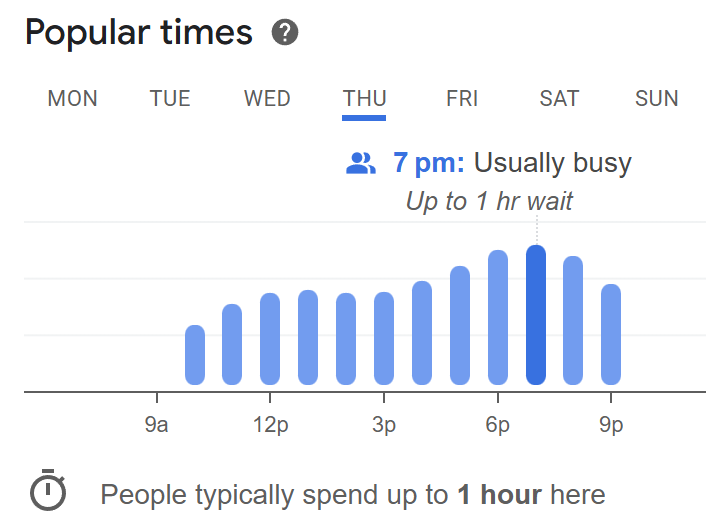 Popular times ?
MON TUE WED THU FRI SAT SUN
7 pm: Usually busy
Up to 1 hr wait
9a 12p 3p 6p 9p
People typically spend up to 1 hour here